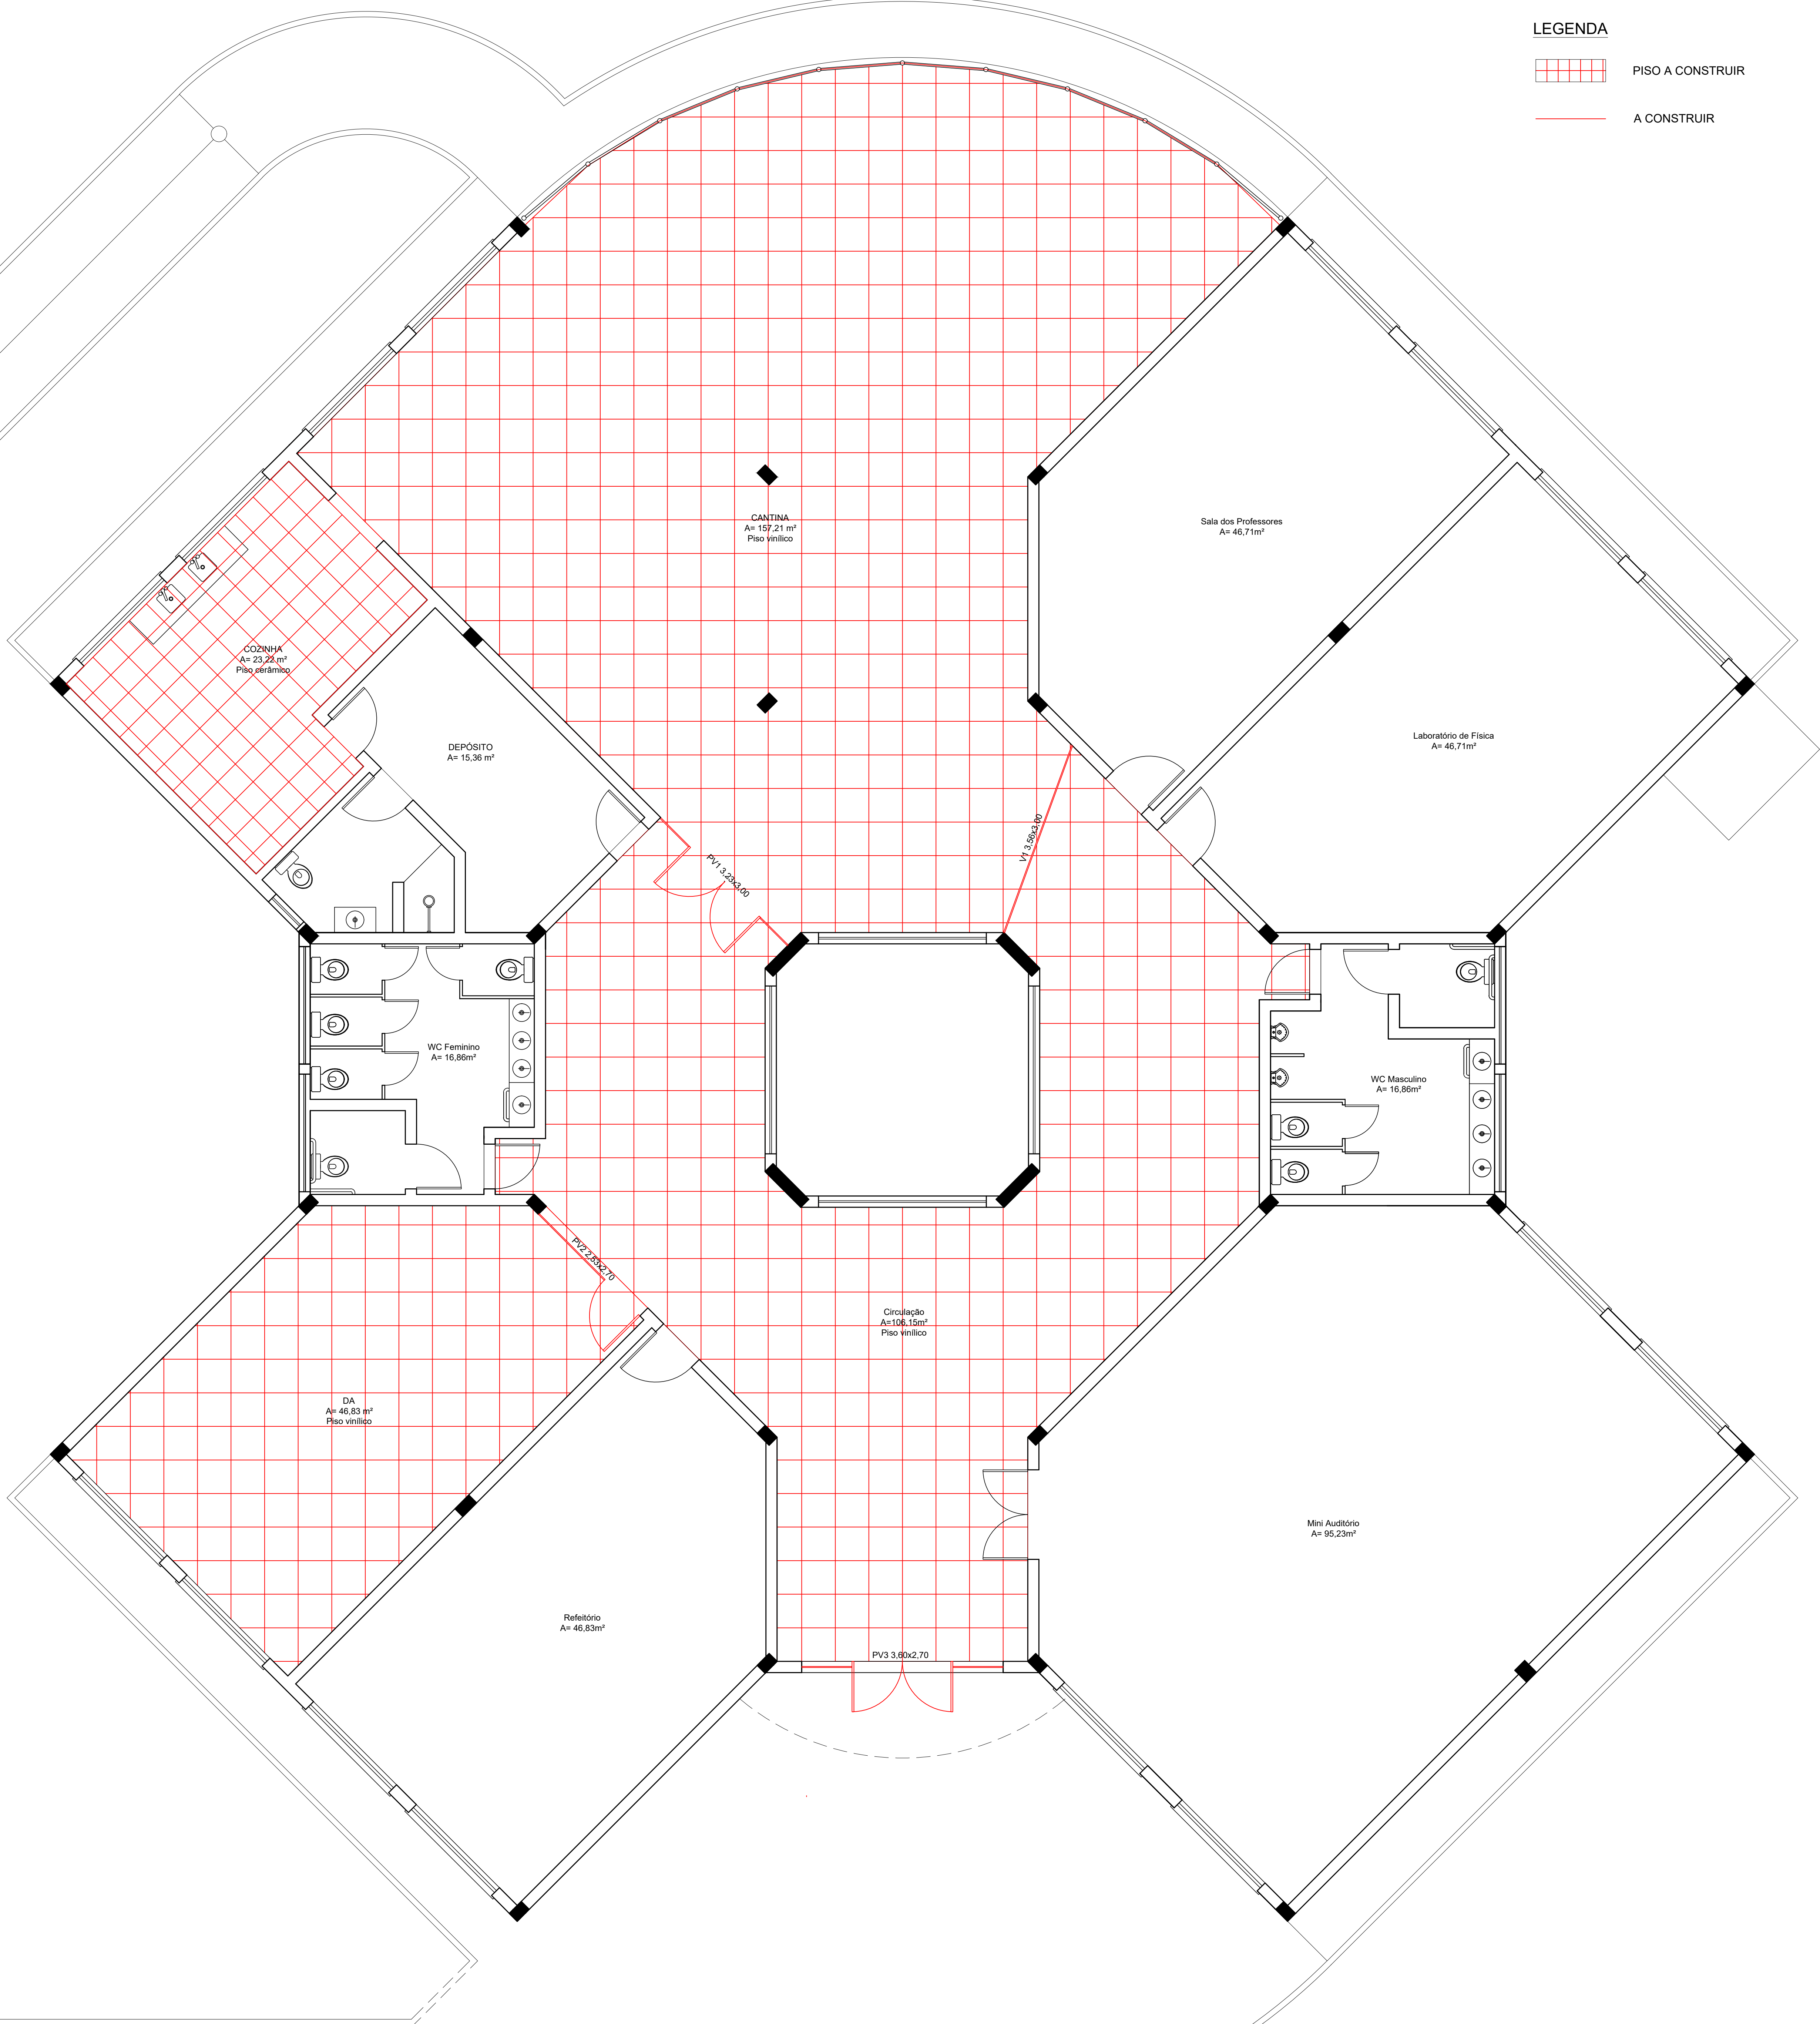 LEGENDA
PISO A CONSTRUIR
A CONSTRUIR
CANTINA
A= 157,21 m²
Piso vinílico
Sala dos Professores
A= 46,71m²
COZINHA
A= 23,22 m²
Piso cerâmico
DEPÓSITO
A= 15,36 m²
Laboratório de Física
A= 46,71m²
PV1 3,23x3,00
V1 3,56x3,00
WC Feminino
A= 16,86m²
WC Masculino
A= 16,86m²
PV2 2,53x2,70
Circulação
A=106,15m²
Piso vinílico
DA
A= 46,83 m²
Piso vinílico
Mini Auditório
A= 95,23m²
Refeitório
A= 46,83m²
PV3 3,60x2,70